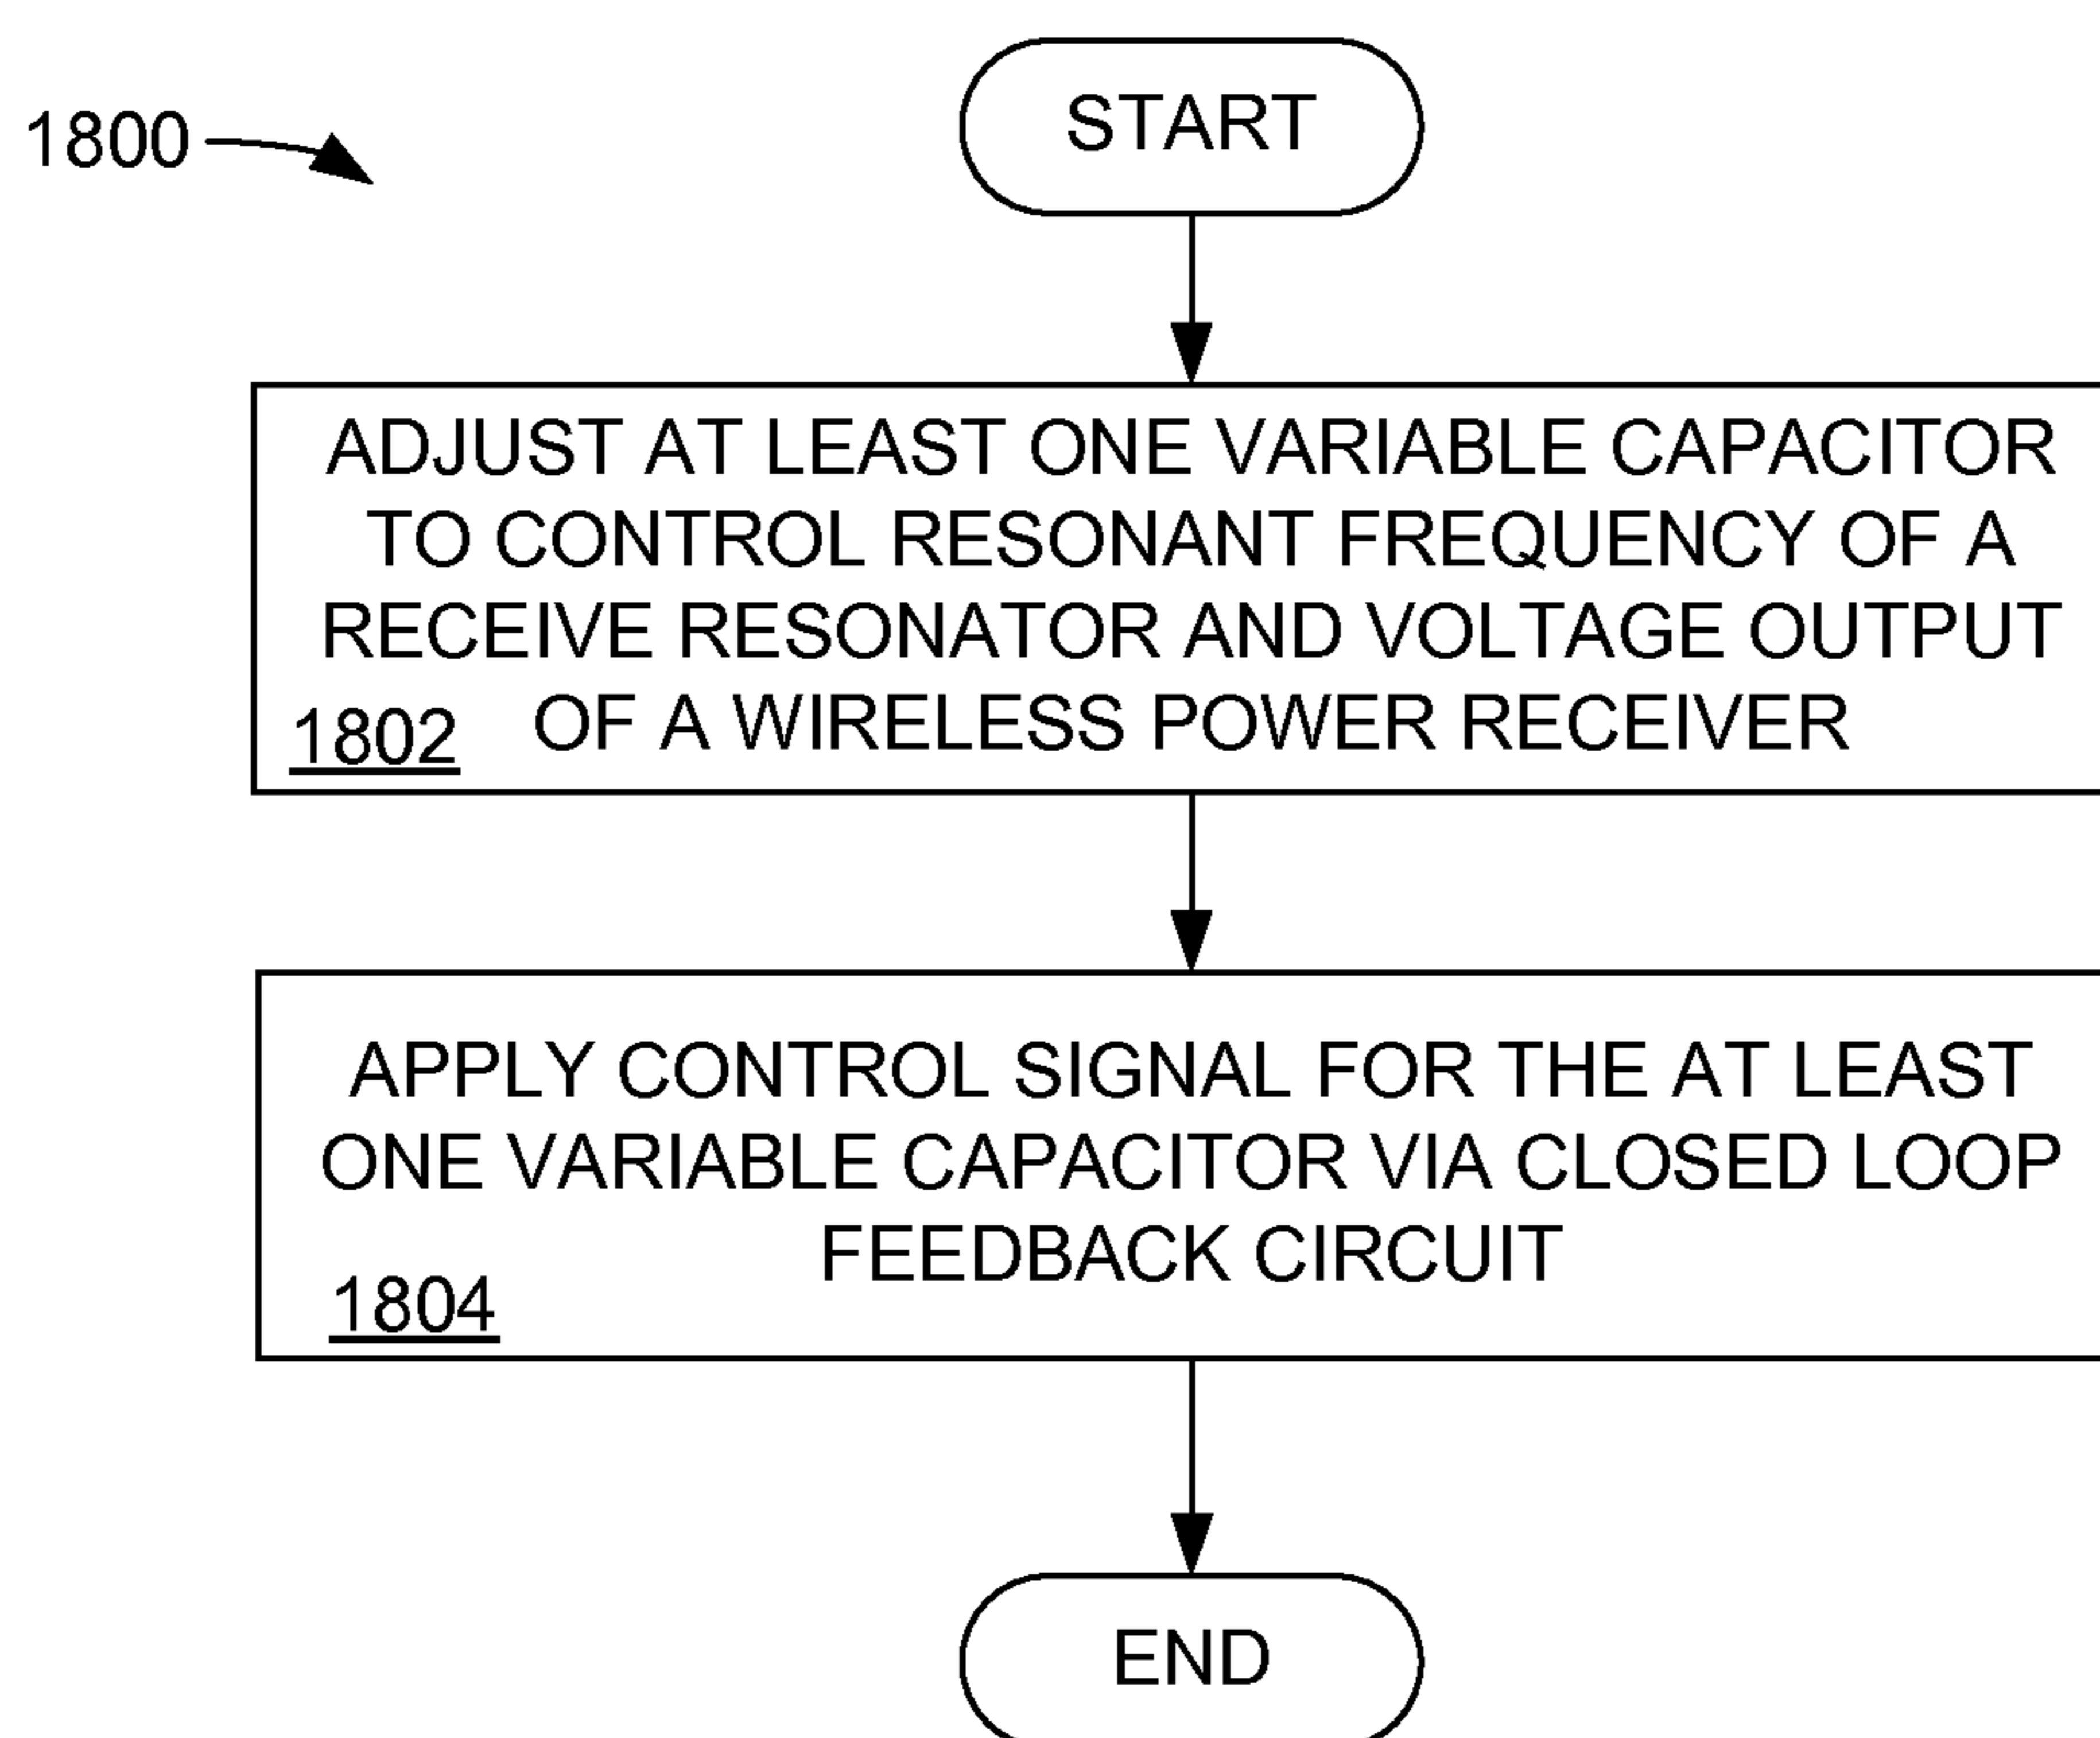 1800
START
ADJUST AT LEAST ONE VARIABLE CAPACITOR
TO CONTROL RESONANT FREQUENCY OF A
RECEIVE RESONATOR AND VOLTAGE OUTPUT
OF A WIRELESS POWER RECEIVER
1802
APPLY CONTROL SIGNAL FOR THE AT LEAST
ONE VARIABLE CAPACITOR VIA CLOSED LOOP
FEEDBACK CIRCUIT
1804
END